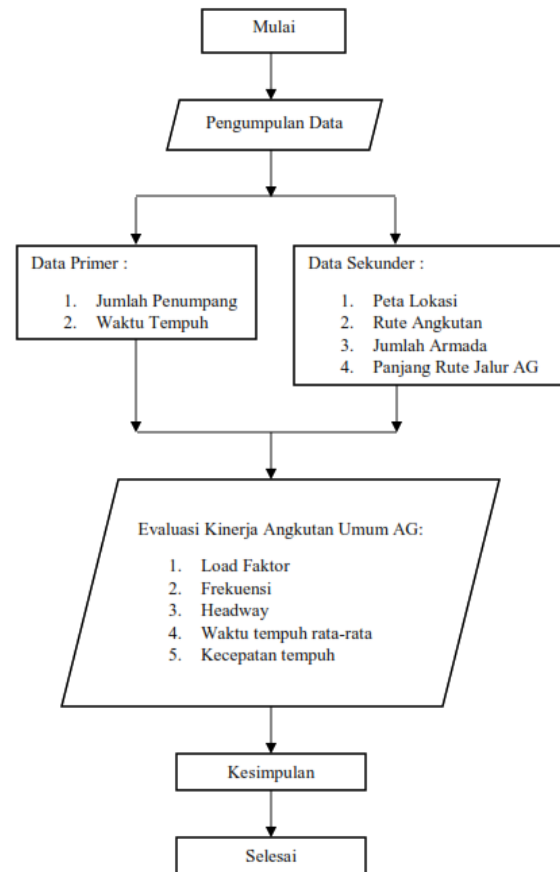 Mulai
Pengumpulan Data
Data Primer :
1. Jumlah Penumpang
2. Waktu Tempuh
Data Sekunder :
1. Peta Lokasi
2. Rute Angkutan
3. Jumlah Armada
4. Panjang Rute Jalur AG
Evaluasi Kinerja Angkutan Umum AG:
1. Load Faktor
2. Frekuensi
3. Headway
4. Waktu tempuh rata-rata
5. Kecepatan tempuh
Kesimpulan
Selesai